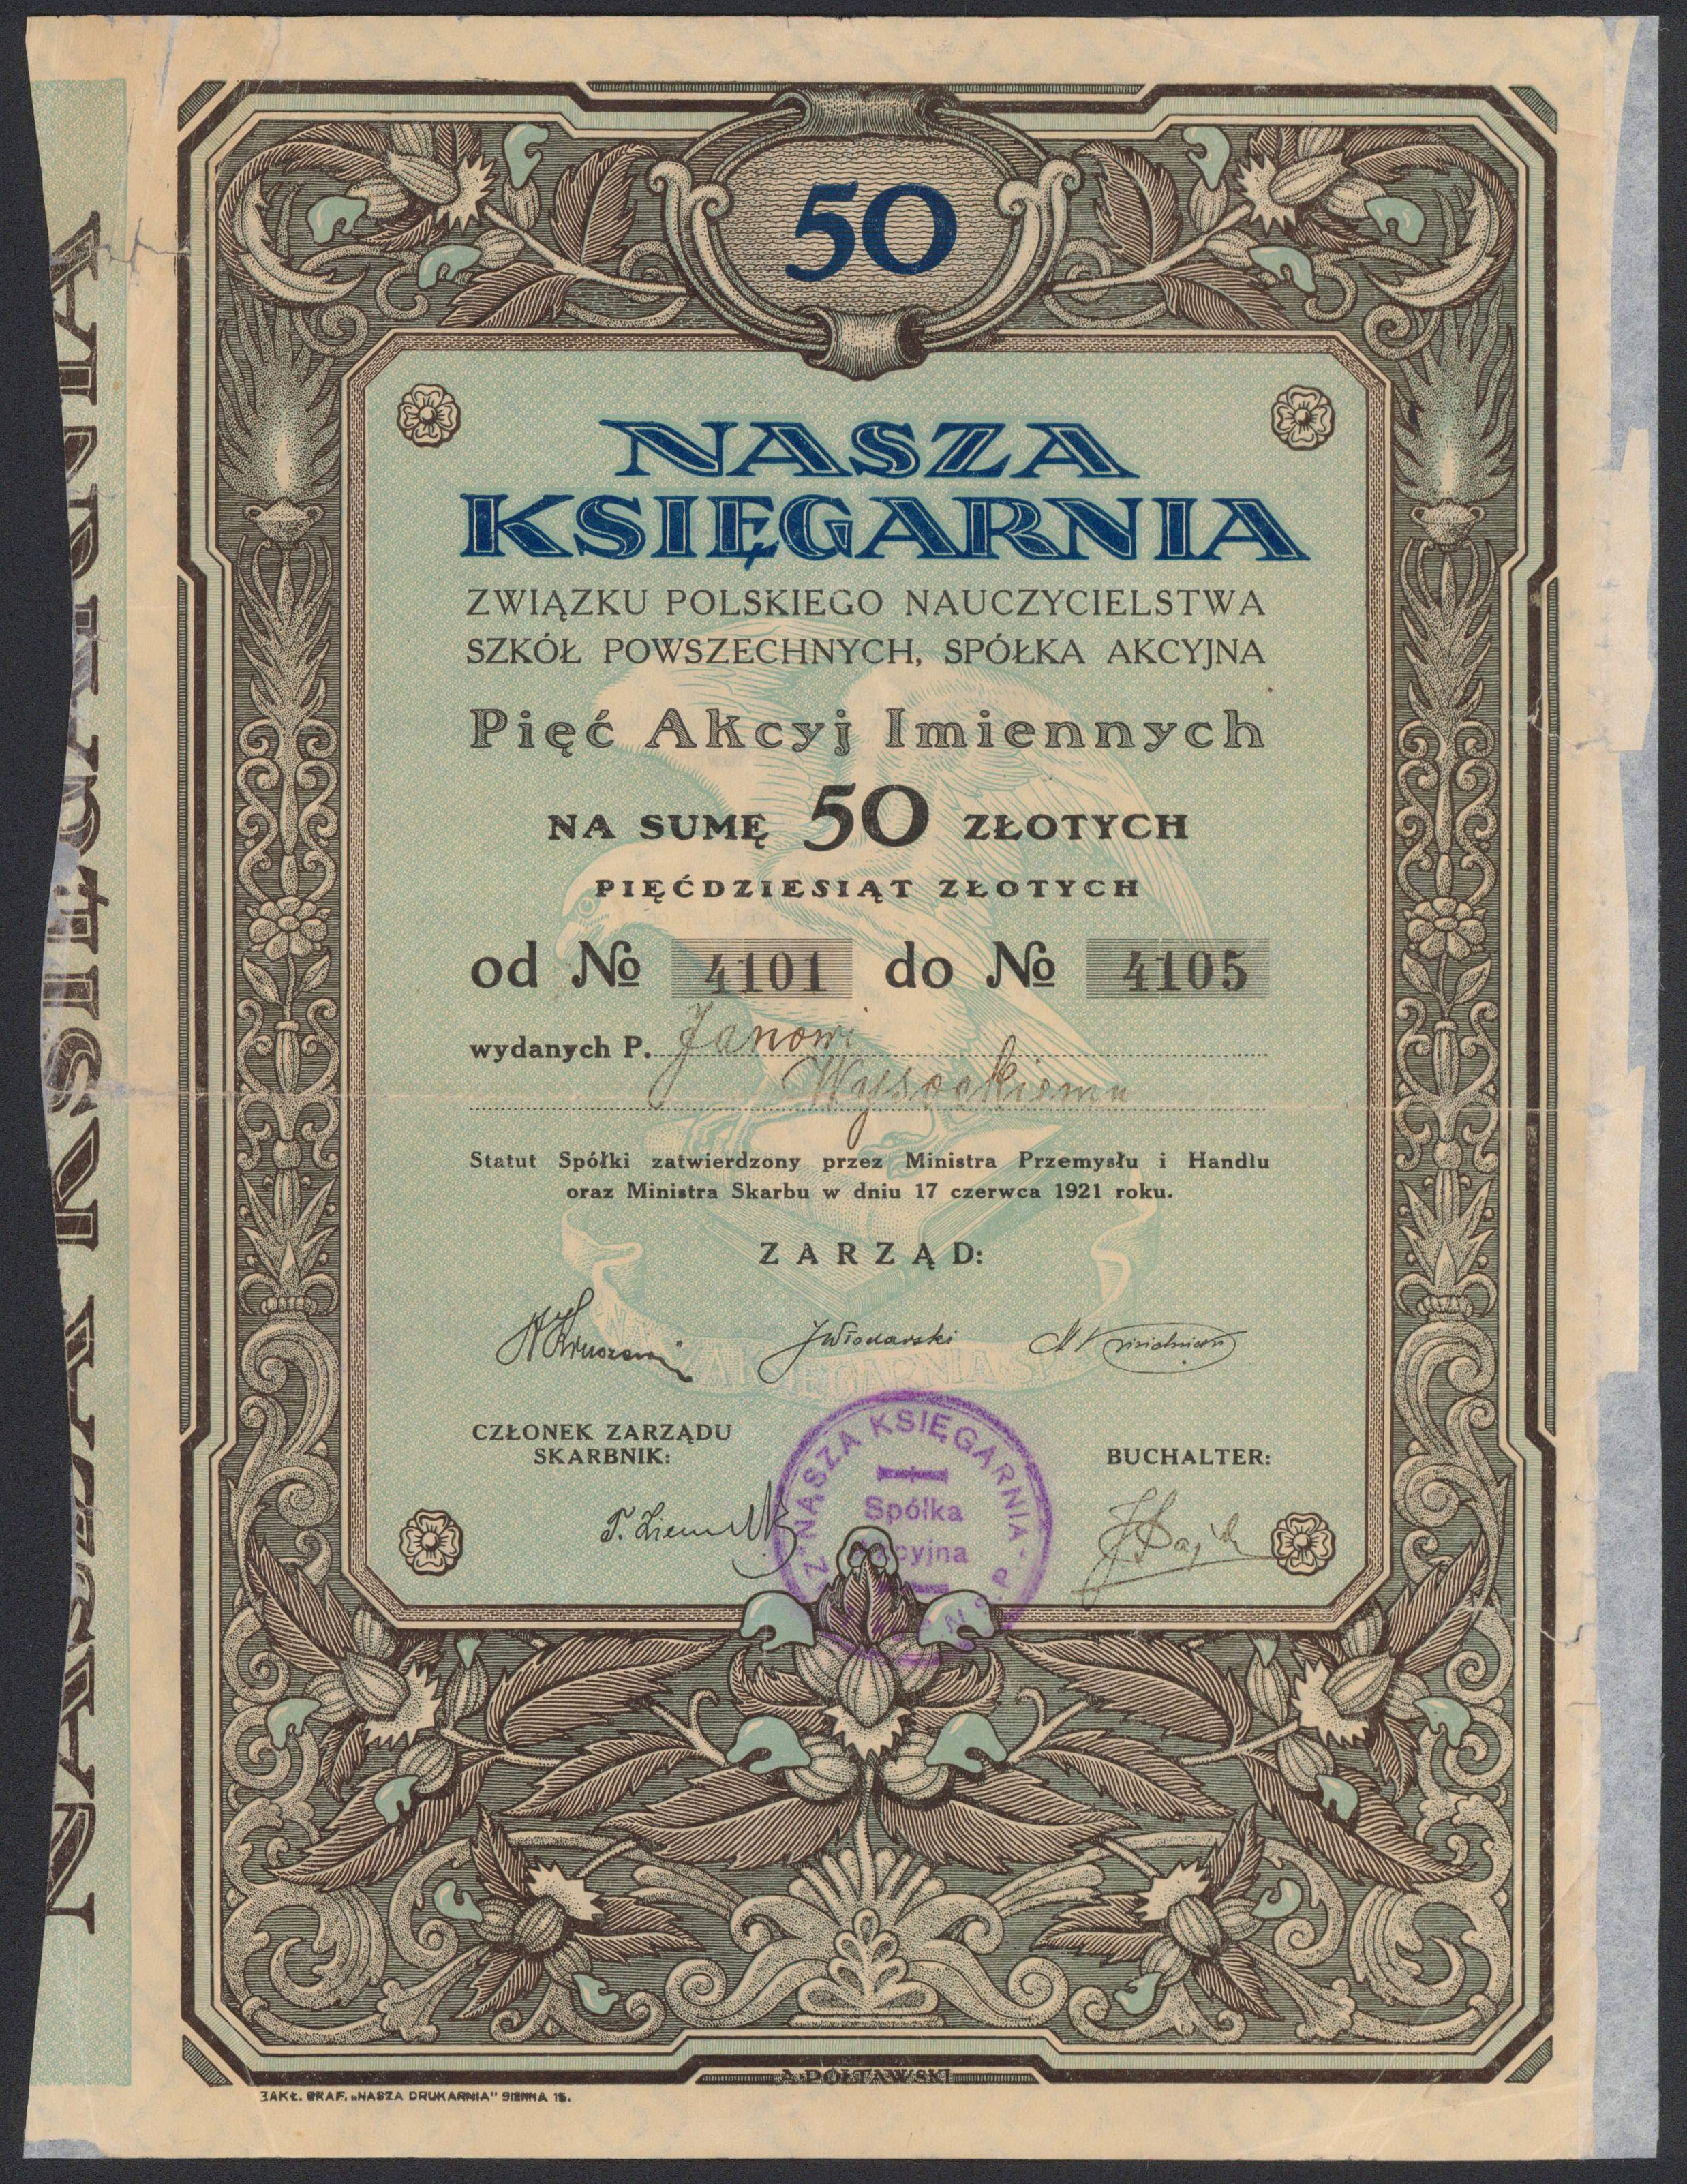 50
NASZA
KSIĘGARNIA
ZWIĄZKU POLSKIEGO NAUCZYCIELSTWA
SZKÓŁ POWSZECHNYCH, SPÓŁKA AKCYJNA
Pięć Akcyj Imiennych
NA SUMĘ 50 ZŁOTYCH
PIĘĆDZIESIĄT ZŁOTYCH
od № 4101 do № 4105
wydanych P. Janowi
Wysockiemu
Statut Spółki zatwierdzony przez Ministra Przemysłu i Handlu
oraz Ministra Skarbu w dniu 17 czerwca 1921 roku.
ZARZĄD:
JWłodarski
CZŁONEK ZARZĄDU
SKARBNIK:
BUCHALTER:
"NASZA KSIĘGARNIA"
Spółka
Akcyjna
A. PÓŁTAWSKI
ZAKŁ. GRAF. „NASZA DRUKARNIA" SIENNA 15.
NASZA KSIĘGARNIA